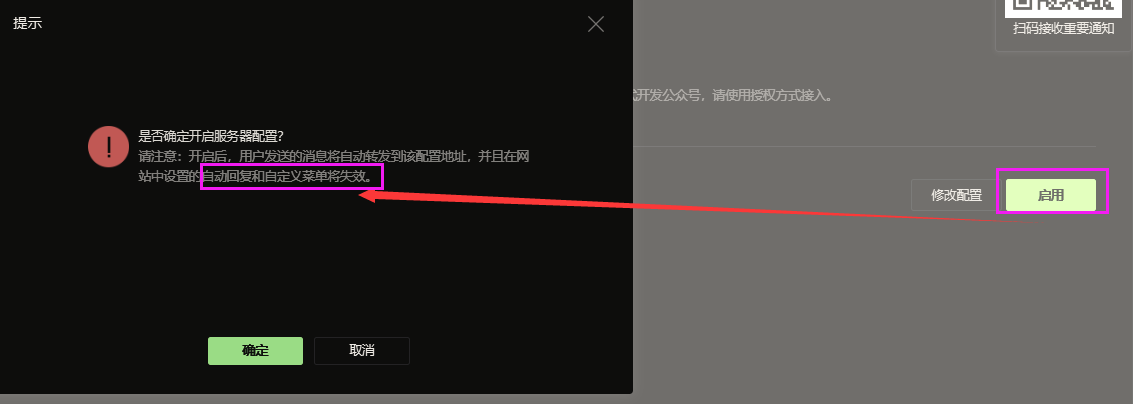 提示
扫码接收重要通知
开发公众号，请使用授权方式接入。
是否确定开启服务器配置？
请注意：开启后，用户发送的消息将自动转发到该配置地址，并且在网
站中设置的自动回复和自定义菜单将失效。
修改配置
启用
确定
取消